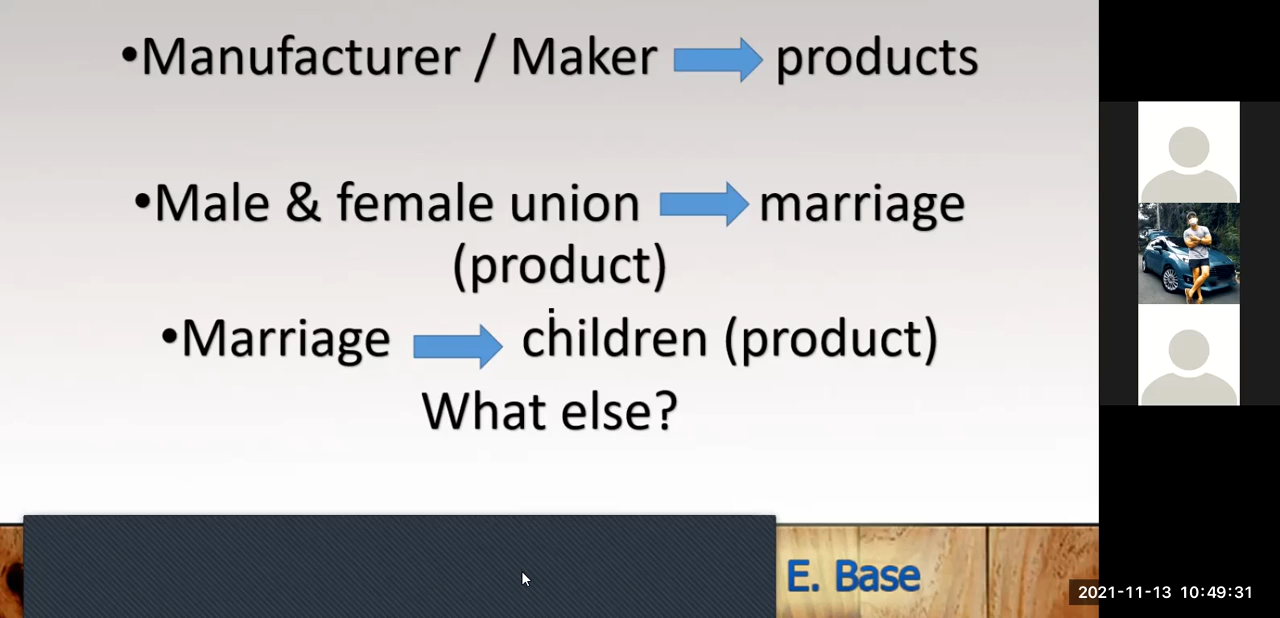 •Manufacturer / Maker ➡ products
•Male & female union ➡ marriage
(product)
•Marriage ➡ children (product)
What else?
E. Base
2021-11-13 10:49:31